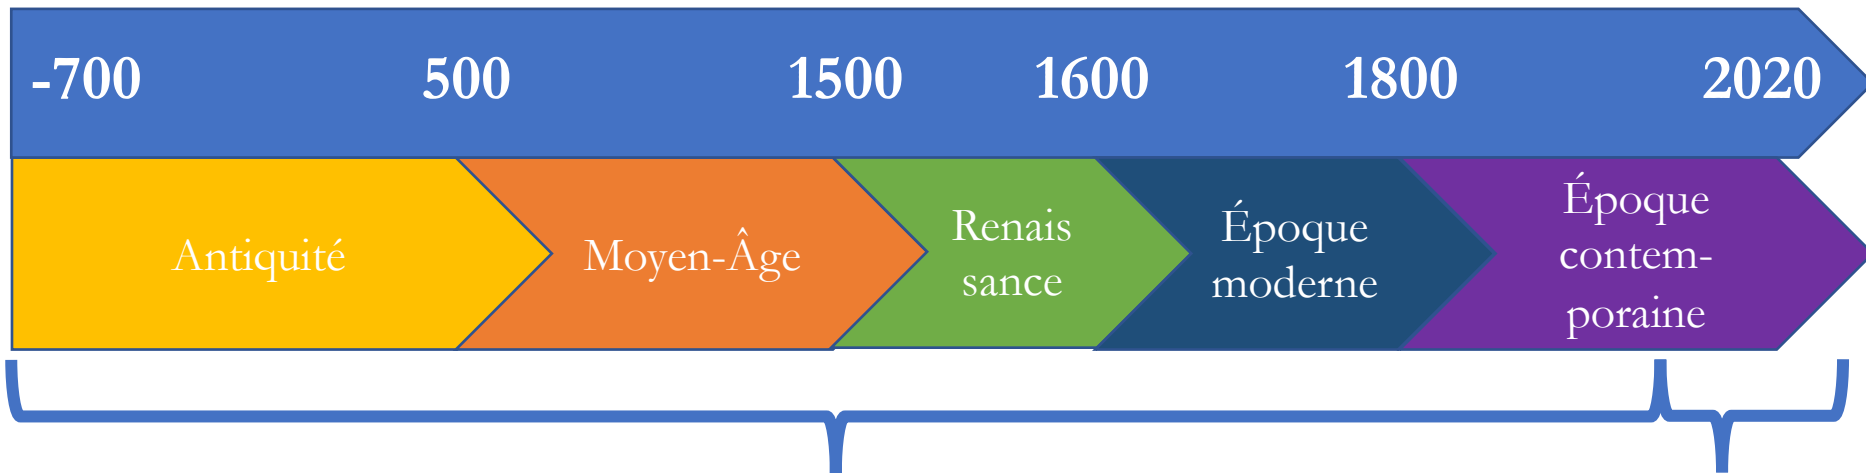 -700 500 1500 1600 1800 2020
Antiquité
Moyen-Âge
Renais
sance
Époque
moderne
Époque
contem-
poraine